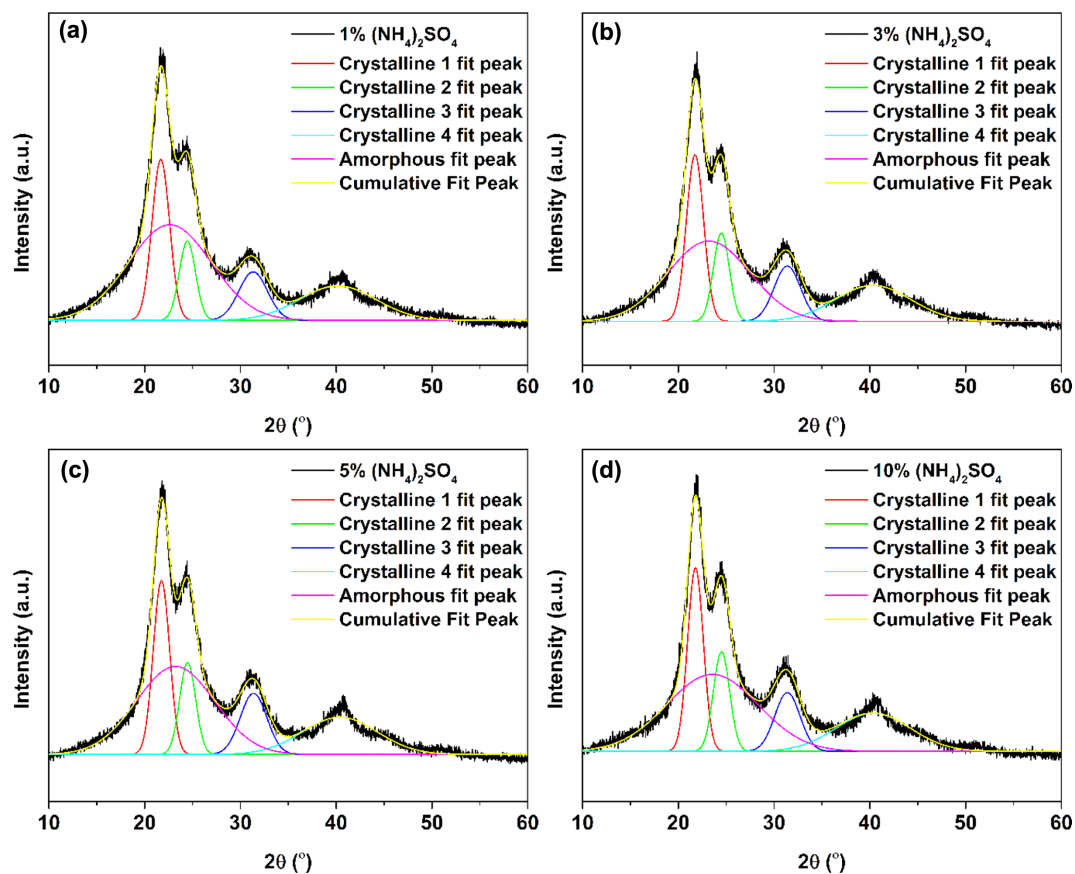 (a)
1% (NH₄)₂SO₄
Crystalline 1 fit peak
Crystalline 2 fit peak
Crystalline 3 fit peak
Crystalline 4 fit peak
Amorphous fit peak
Cumulative Fit Peak
Intensity (a.u.)
10 20 30 40 50 60
2θ (°)
(b)
3% (NH₄)₂SO₄
Crystalline 1 fit peak
Crystalline 2 fit peak
Crystalline 3 fit peak
Crystalline 4 fit peak
Amorphous fit peak
Cumulative Fit Peak
Intensity (a.u.)
10 20 30 40 50 60
2θ (°)
(c)
5% (NH₄)₂SO₄
Crystalline 1 fit peak
Crystalline 2 fit peak
Crystalline 3 fit peak
Crystalline 4 fit peak
Amorphous fit peak
Cumulative Fit Peak
Intensity (a.u.)
10 20 30 40 50 60
2θ (°)
(d)
10% (NH₄)₂SO₄
Crystalline 1 fit peak
Crystalline 2 fit peak
Crystalline 3 fit peak
Crystalline 4 fit peak
Amorphous fit peak
Cumulative Fit Peak
Intensity (a.u.)
10 20 30 40 50 60
2θ (°)